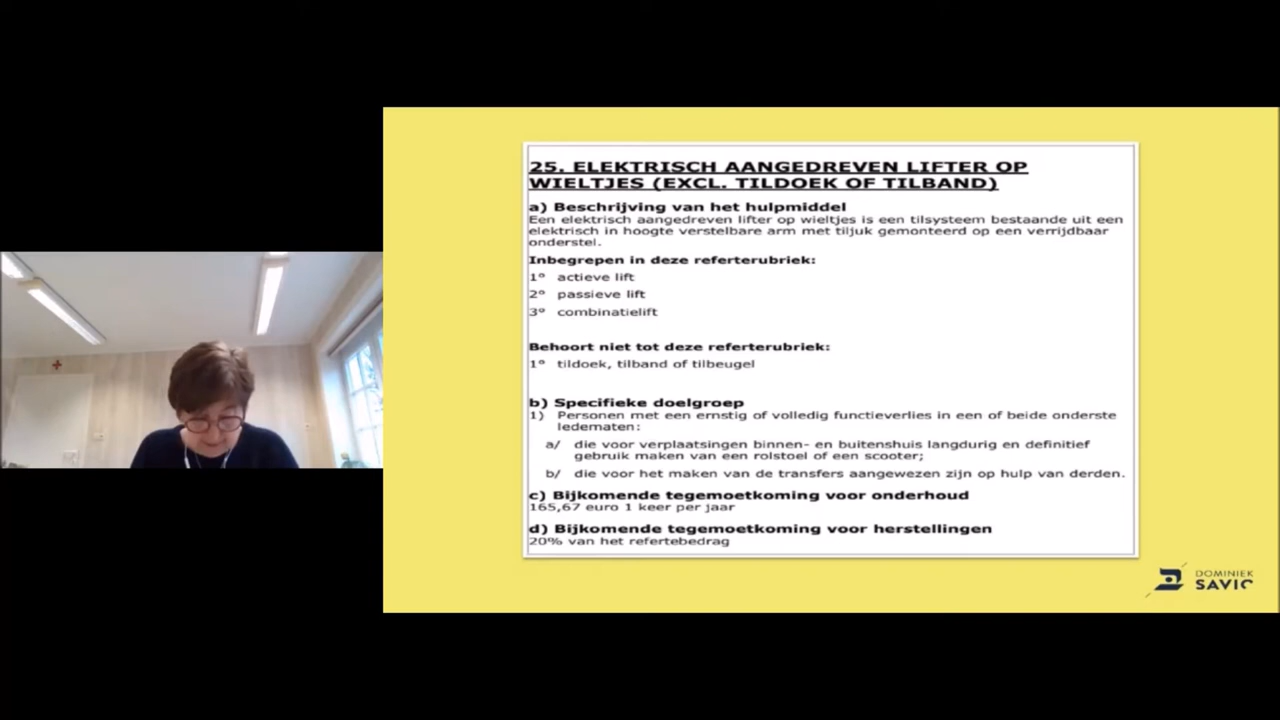 25. ELEKTRISCH AANGEDREVEN LIFTER OP
WIELTJES (EXCL. TILDOEK OF TILBAND)
a) Beschrijving van het hulpmiddel
Een elektrisch aangedreven lifter op wieltjes is een tilsysteem bestaande uit een
elektrisch in hoogte verstelbare arm met tiljuk gemonteerd op een verrijdbaar
onderstel.
Inbegrepen in deze referterubriek:
1° actieve lift
2° passieve lift
3° combinatielift
Behoort niet tot deze referterubriek:
1° tildoek, tilband of tilbeugel
b) Specifieke doelgroep
1) Personen met een ernstig of volledig functieverlies in een of beide onderste
ledematen:
a/ die voor verplaatsingen binnen- en buitenshuis langdurig en definitief
gebruik maken van een rolstoel of een scooter;
b/ die voor het maken van de transfers aangewezen zijn op hulp van derden.
c) Bijkomende tegemoetkoming voor onderhoud
165,67 euro 1 keer per jaar
d) Bijkomende tegemoetkoming voor herstellingen
20% van het refertebedrag
DOMINIEK
SAVIO